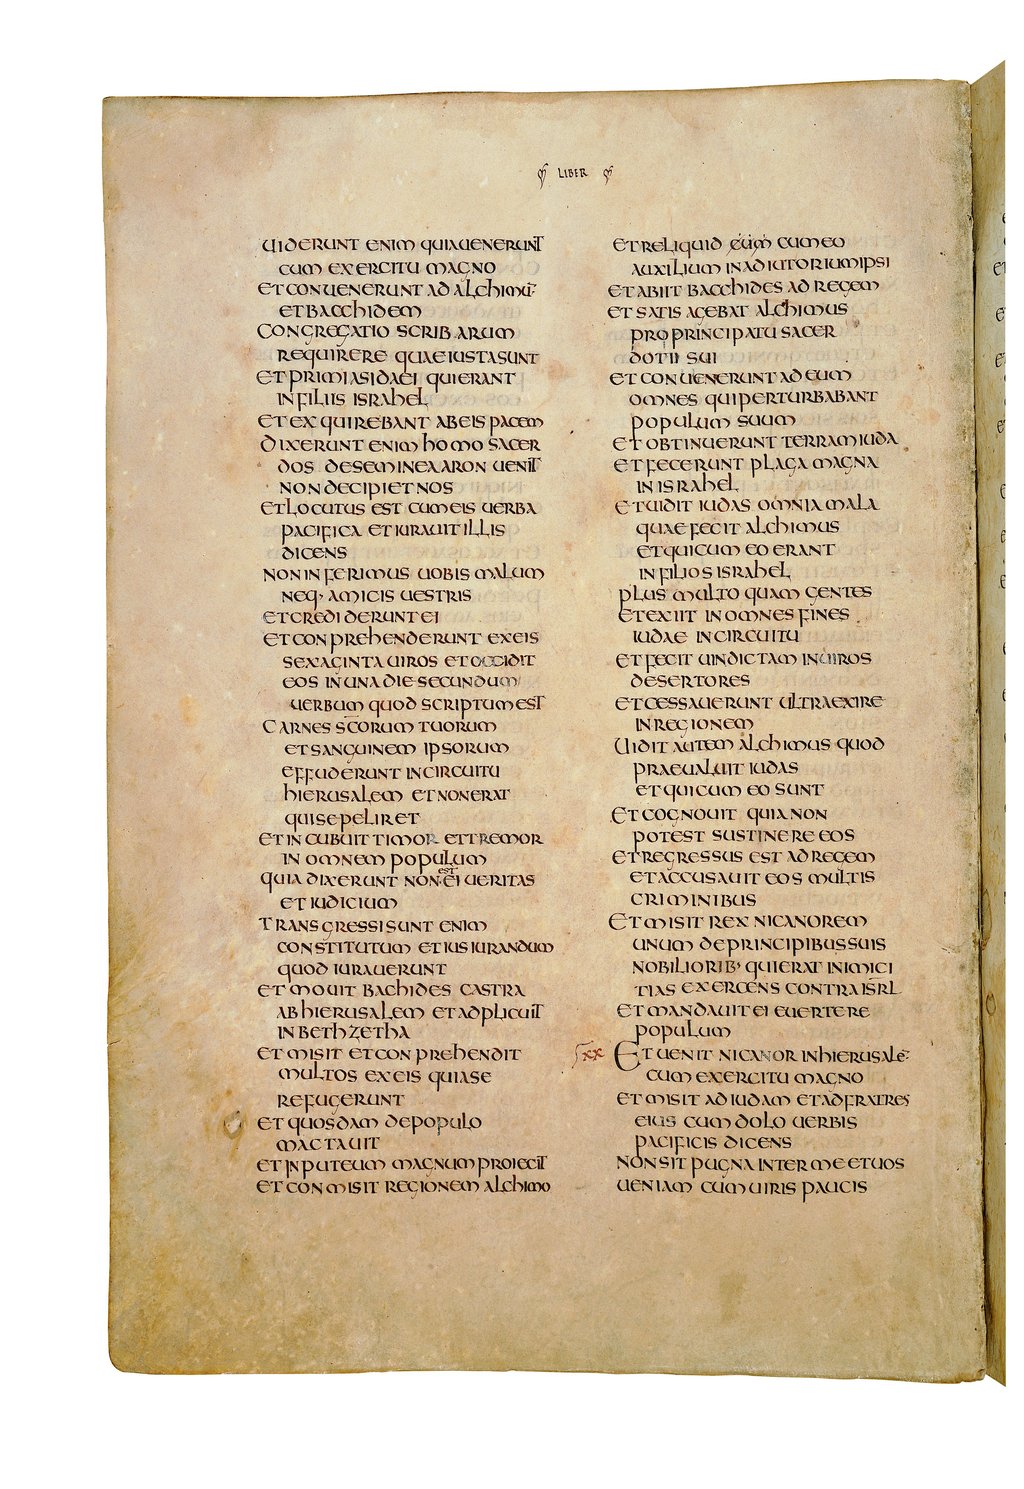 LIBER
UIDERUNT ENIM QUIA UENERUNT
CUM EXERCITU MAGNO
ET CONUENERUNT AD ALCHIMU̅
ET BACCHIDEM
CONGREGATIO SCRIBARUM
REQUIRERE QUAE IUSTA SUNT
ET PRIMI ASIDAEI QUI ERANT
IN FILIIS ISRAHEL
ET EXQUIREBANT AB EIS PACEM
DIXERUNT ENIM HOMO SACER
DOS DE SEMINE AARON UENIT
NON DECIPIET NOS
ET LOCUTUS EST CUM EIS UERBA
PACIFICA ET IURAUIT ILLIS
DICENS
NON INFERIMUS UOBIS MALUM
NEQ· AMICIS UESTRIS
ET CREDIDERUNT EI
ET CONPREHENDERUNT EX EIS
SEXAGINTA UIROS ET OCCIDIT
EOS IN UNA DIE SECUNDUM
UERBUM QUOD SCRIPTUM EST
CARNES SC̅ORUM TUORUM
ET SANGUINEM IPSORUM
EFFUDERUNT IN CIRCUITU
HIERUSALEM ET NON ERAT
QUI SEPELIRET
ET INCUBUIT TIMOR ET TREMOR
IN OMNEM POPULUM
QUIA DIXERUNT NON EST EI UERITAS
ET IUDICIUM
TRANSGRESSI SUNT ENIM
CONSTITUTUM ET IUSIURANDUM
QUOD IURAUERUNT
ET MOUIT BACHIDES CASTRA
AB HIERUSALEM ET ADPLICUIT
IN BETHZETHA
ET MISIT ET CONPREHENDIT
MULTOS EX EIS QUI A SE
REFUGERUNT
ET QUOSDAM DE POPULO
MACTAUIT
ET IN PUTEUM MAGNUM PROIECIT
ET CONMISIT REGIONEM ALCHIMO
ET RELIQUID CUM EO
AUXILIUM IN ADIUTORIUM IPSI
ET ABIIT BACCHIDES AD REGEM
ET SATIS AGEBAT ALCHIMUS
PRO PRINCIPATU SACER
DOTII SUI
ET CONUENERUNT AD EUM
OMNES QUI PERTURBABANT
POPULUM SUUM
ET OBTINUERUNT TERRAM IUDA
ET FECERUNT PLAGA MAGNA
IN ISRAHEL
ET UIDIT IUDAS OMNIA MALA
QUAE FECIT ALCHIMUS
ET QUI CUM EO ERANT
IN FILIOS ISRAHEL
PLUS MULTO QUAM GENTES
ET EXIIT IN OMNES FINES
IUDAE IN CIRCUITU
ET FECIT UINDICTAM IN UIROS
DESERTORES
ET CESSAUERUNT ULTRA EXIRE
IN REGIONEM
UIDIT AUTEM ALCHIMUS QUOD
PRAEUALUIT IUDAS
ET QUI CUM EO SUNT
ET COGNOUIT QUIA NON
POTEST SUSTINERE EOS
ET REGRESSUS EST AD REGEM
ET ACCUSAUIT EOS MULTIS
CRIMINIBUS
ET MISIT REX NICANOREM
UNUM DE PRINCIPIBUS SUIS
NOBILIORIB· QUI ERAT INIMICI
TIAS EXERCENS CONTRA ISR̅L
ET MANDAUIT EI EUERTERE
POPULUM
XX ET UENIT NICANOR IN HIERUSALE̅
CUM EXERCITU MAGNO
ET MISIT AD IUDAM ET AD FRATRES
EIUS CUM DOLO UERBIS
PACIFICIS DICENS
NON SIT PUGNA INTER ME ET UOS
UENIAM CUM UIRIS PAUCIS